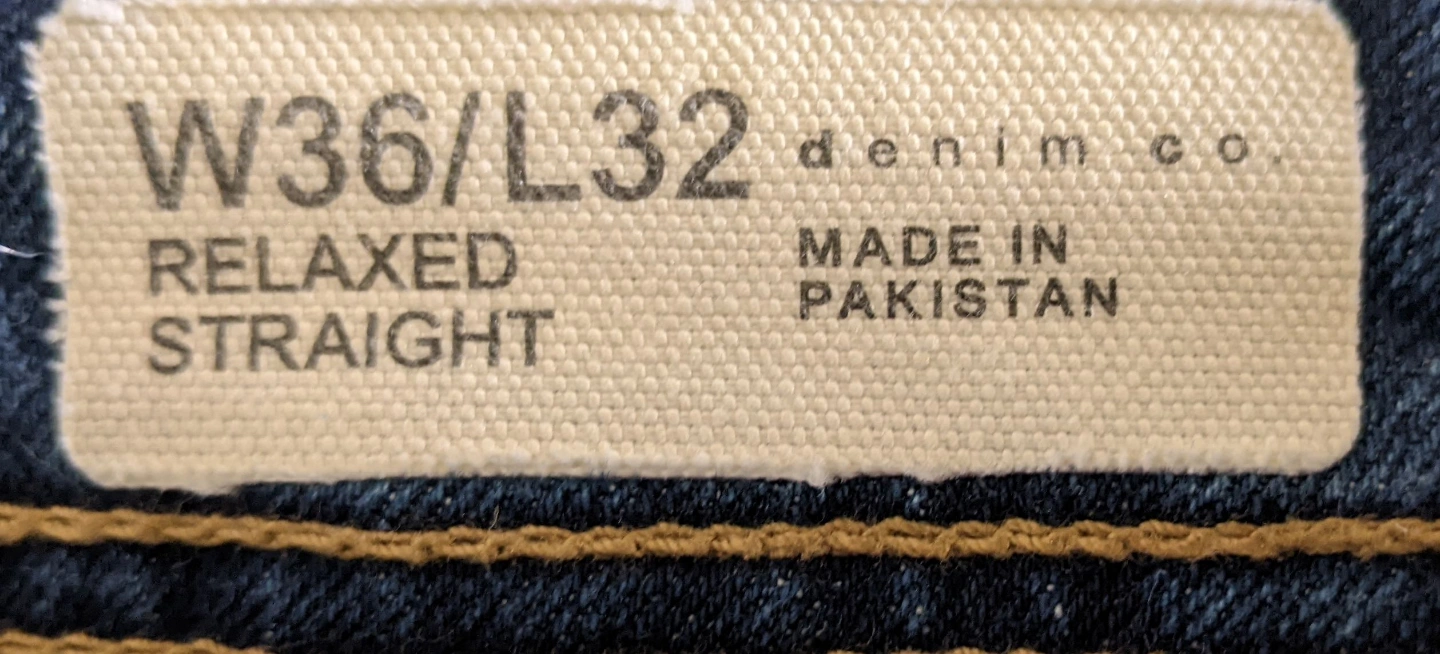 W36/L32
RELAXED
STRAIGHT
denim co.
MADE IN
PAKISTAN